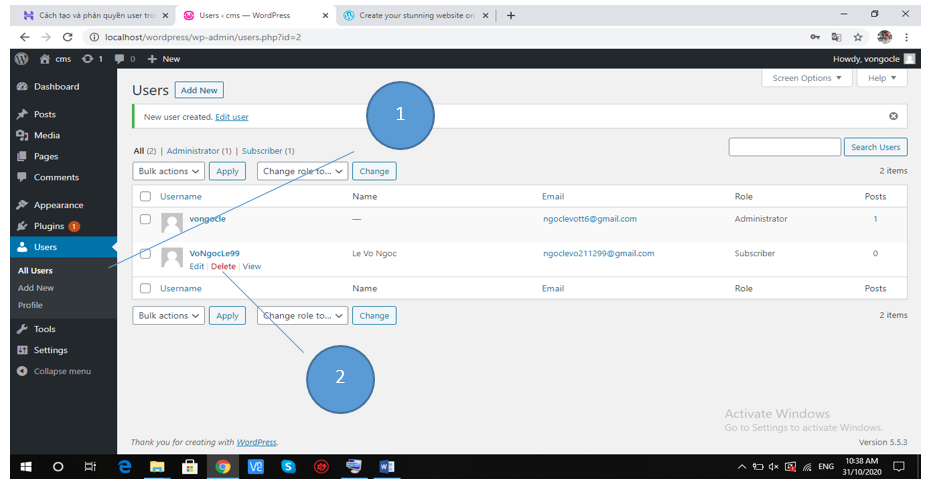 Cách tạo và phân quyền user tro
Users ‹ cms — WordPress
Create your stunning website on
localhost/wordpress/wp-admin/users.php?id=2
cms 1 0 New
Howdy, vongocle
Screen Options
Help
Dashboard
Posts
Media
Pages
Comments
Appearance
Plugins 1
Users
All Users
Add New
Profile
Tools
Settings
Collapse menu
Users Add New
1
New user created. Edit user
All (2) | Administrator (1) | Subscriber (1)
Search Users
Bulk actions Apply Change role to... Change
2 items
Username Name Email Role Posts
vongocle — ngoclevott6@gmail.com Administrator 1
VoNgocLe99 Le Vo Ngoc ngoclevo211299@gmail.com Subscriber 0
Edit | Delete | View
Username Name Email Role Posts
Bulk actions Apply Change role to... Change
2 items
2
Activate Windows
Go to Settings to activate Windows.
Thank you for creating with WordPress.
Version 5.5.3
ENG
10:38 AM
31/10/2020